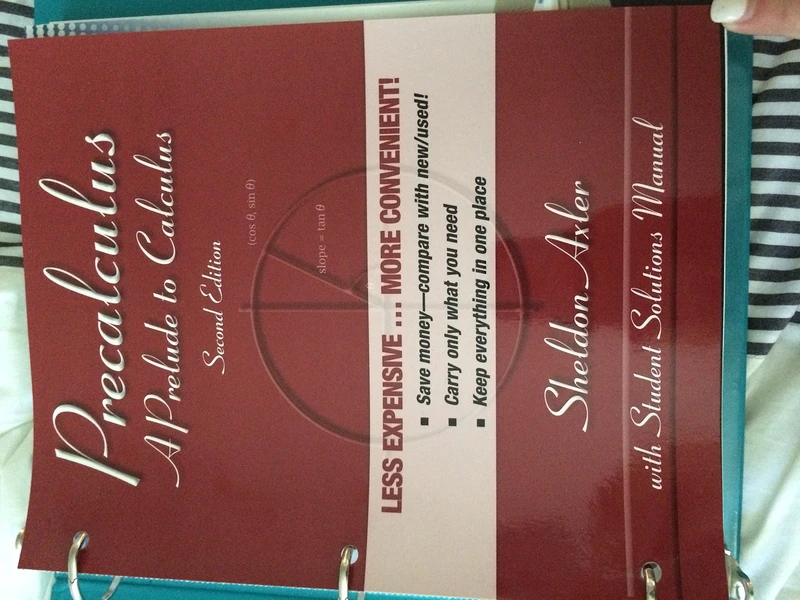 Precalculus
A Prelude to Calculus
Second Edition
(cos θ, sin θ)
slope = tan θ
θ
LESS EXPENSIVE ... MORE CONVENIENT!
■ Save money—compare with new/used!
■ Carry only what you need
■ Keep everything in one place
Sheldon Axler
with Student Solutions Manual